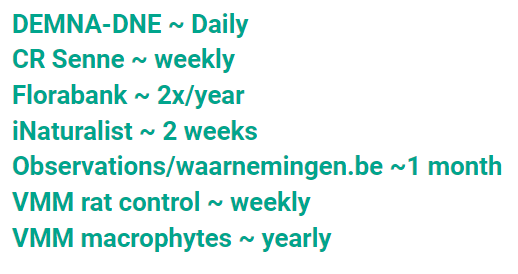 DEMNA-DNE ~ Daily
CR Senne ~ weekly
Florabank ~ 2x/year
iNaturalist ~ 2 weeks
Observations/waarnemingen.be ~1 month
VMM rat control ~ weekly
VMM macrophytes ~ yearly